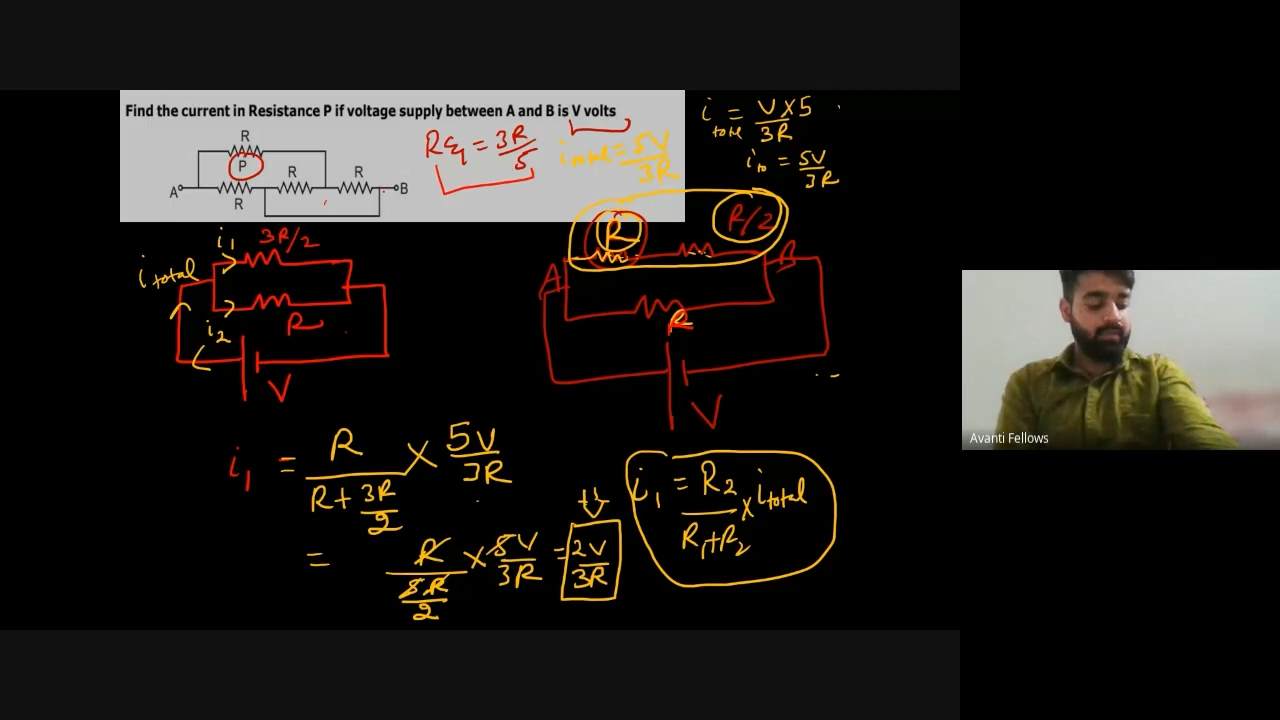 Find the current in Resistance P if voltage supply between A and B is V volts
R
P
R
R
A
B
R
Req = 3R/5
i total = 5V/3R
i total = V×5/3R
i to = 5V/3R
i total
i1
3R/2
i2
R
V
R
R/2
A
B
R
V
i1 = R/(R+3R/2) × 5V/3R
= R/(5R/2) × 5V/3R = 2V/3R
i1 = R2/(R1+R2) × i total
Avanti Fellows